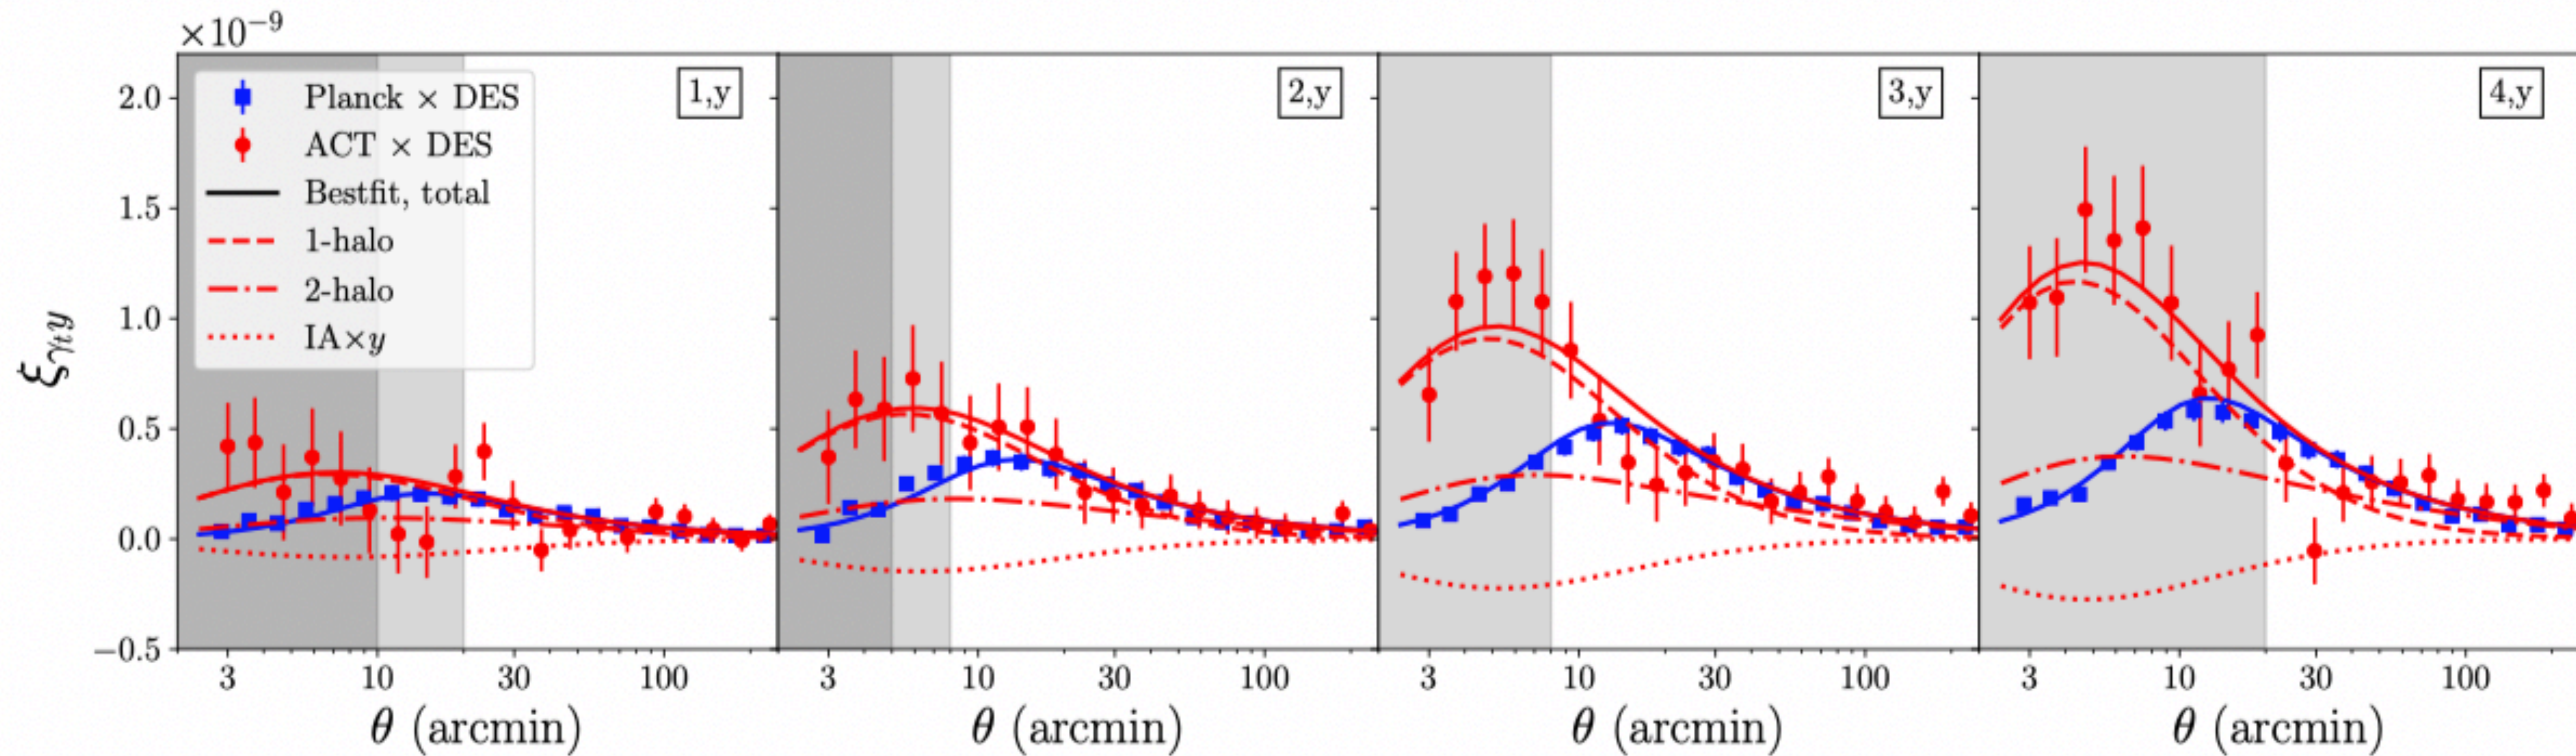 ×10⁻⁹
ξ_{γₜy}
2.0
1.5
1.0
0.5
0.0
−0.5
Planck × DES
ACT × DES
Bestfit, total
1-halo
2-halo
IA×y
1,y
2,y
3,y
4,y
3 10 30 100
3 10 30 100
3 10 30 100
3 10 30 100
θ (arcmin)
θ (arcmin)
θ (arcmin)
θ (arcmin)